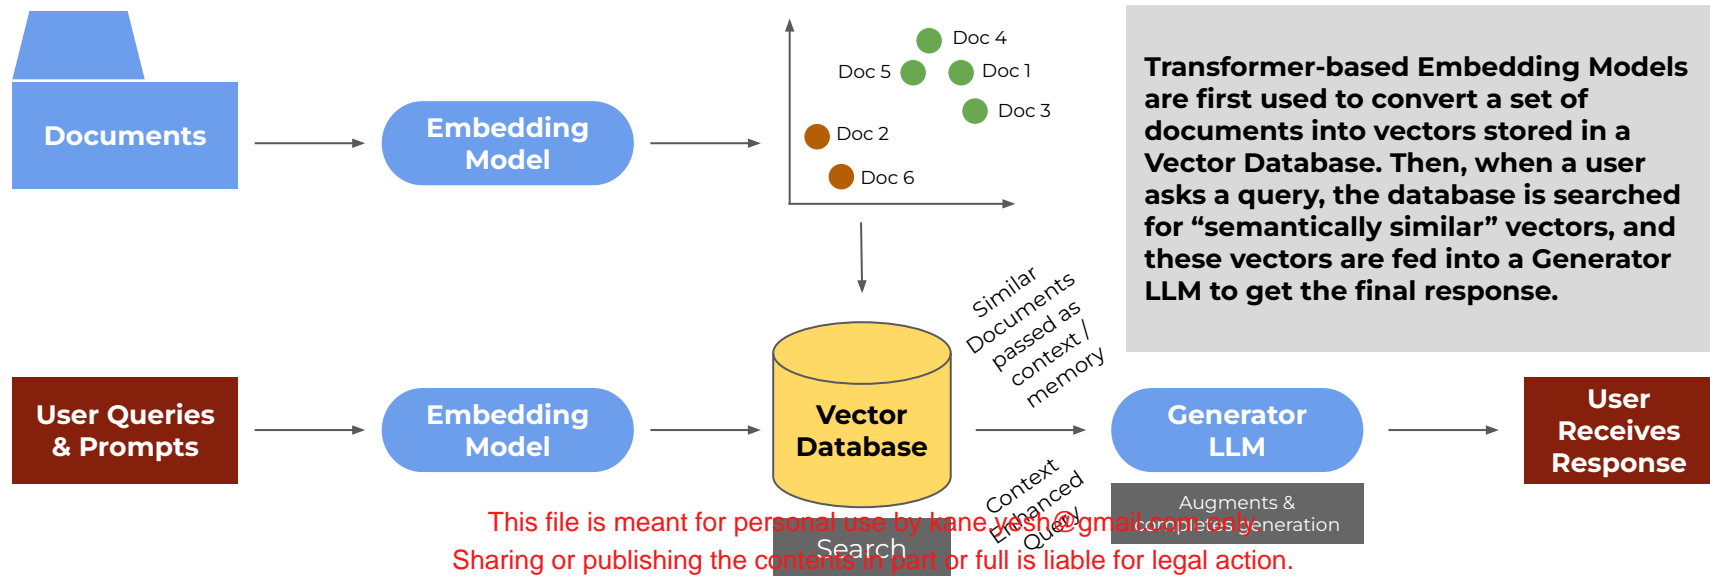 Documents
Embedding
Model
Doc 4
Doc 5
Doc 1
Doc 3
Doc 2
Doc 6
Transformer-based Embedding Models
are first used to convert a set of
documents into vectors stored in a
Vector Database. Then, when a user
asks a query, the database is searched
for “semantically similar” vectors, and
these vectors are fed into a Generator
LLM to get the final response.
User Queries
& Prompts
Embedding
Model
Vector
Database
Search
Similar
Documents
passed as
context /
memory
Context
Enhanced
Query
Generator
LLM
Augments &
completes generation
User
Receives
Response
This file is meant for personal use by kane.yesh@gmail.com only.
Sharing or publishing the contents in part or full is liable for legal action.